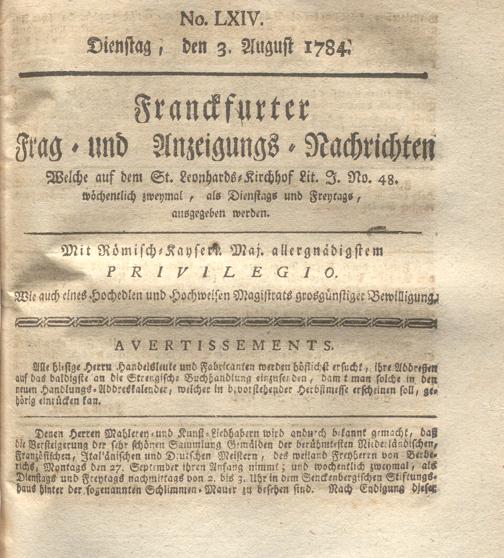 No. LXIV.
Dienstag, den 3. August 1784.
Franckfurter
Frag- und Anzeigungs-Nachrichten
Welche auf dem St. Leonhards-Kirchhof Lit. J. No. 48.
wöchentlich zweymal, als Dienstags und Freytags,
ausgegeben werden.
Mit Römisch-Kayserl. Maj. allergnädigstem
PRIVILEGIO.
Wie auch eines Hochedlen und Hochweisen Magistrats grosgünstiger Bewilligung.
AVERTISSEMENTS.
Alle hiesige Herrn Handelsleute und Fabricanten werden höflichst ersucht, ihre Addreßen
auf das baldigste an die Strengische Buchhandlung einzusenden, damit man solche in den
neuen Handlungs-Addreßkalender, welcher in bevorstehender Herbstmesse erscheinen soll, ge-
hörig einrücken kan.
Denen Herren Mahleren- und Kunst-Liebhabern wird andurch bekannt gemacht, daß
die Versteigerung der sehr schönen Sammlung Gemälden der berühmtesten Niederländischen,
Französischen, Italiänischen und Deutschen Meistern, des weiland Freyherrn von Berbe-
richs, Montags den 27. September ihren Anfang nimmt; und wochentlich zweymal, als
Dienstags und Freytags nachmittags von 2. bis 3. Uhr in dem Senckenbergischen Stiftungs-
haus hinter der sogenannten Schlimmen-Mauer zu besehen sind. Nach Endigung dieser